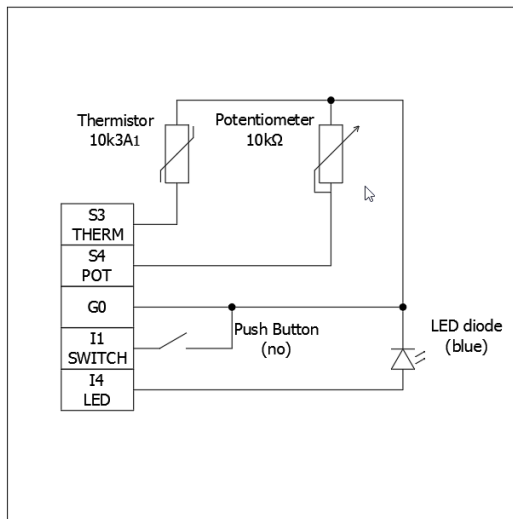 Thermistor
10k3A1
Potentiometer
10kΩ
S3
THERM
S4
POT
G0
I1
SWITCH
I4
LED
Push Button
(no)
LED diode
(blue)